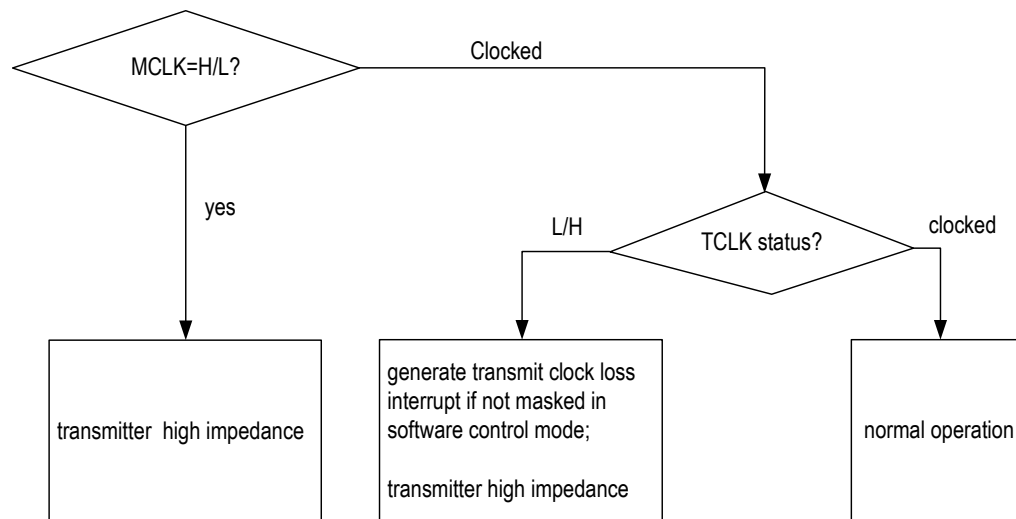 MCLK=H/L?
Clocked
yes
L/H
TCLK status?
clocked
transmitter high impedance
generate transmit clock loss
interrupt if not masked in
software control mode;
transmitter high impedance
normal operation